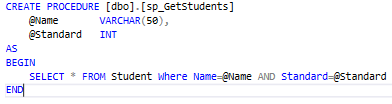 CREATE PROCEDURE [dbo].[sp_GetStudents]
    @Name       VARCHAR(50),
    @Standard   INT
AS
BEGIN
    SELECT * FROM Student Where Name=@Name AND Standard=@Standard
END